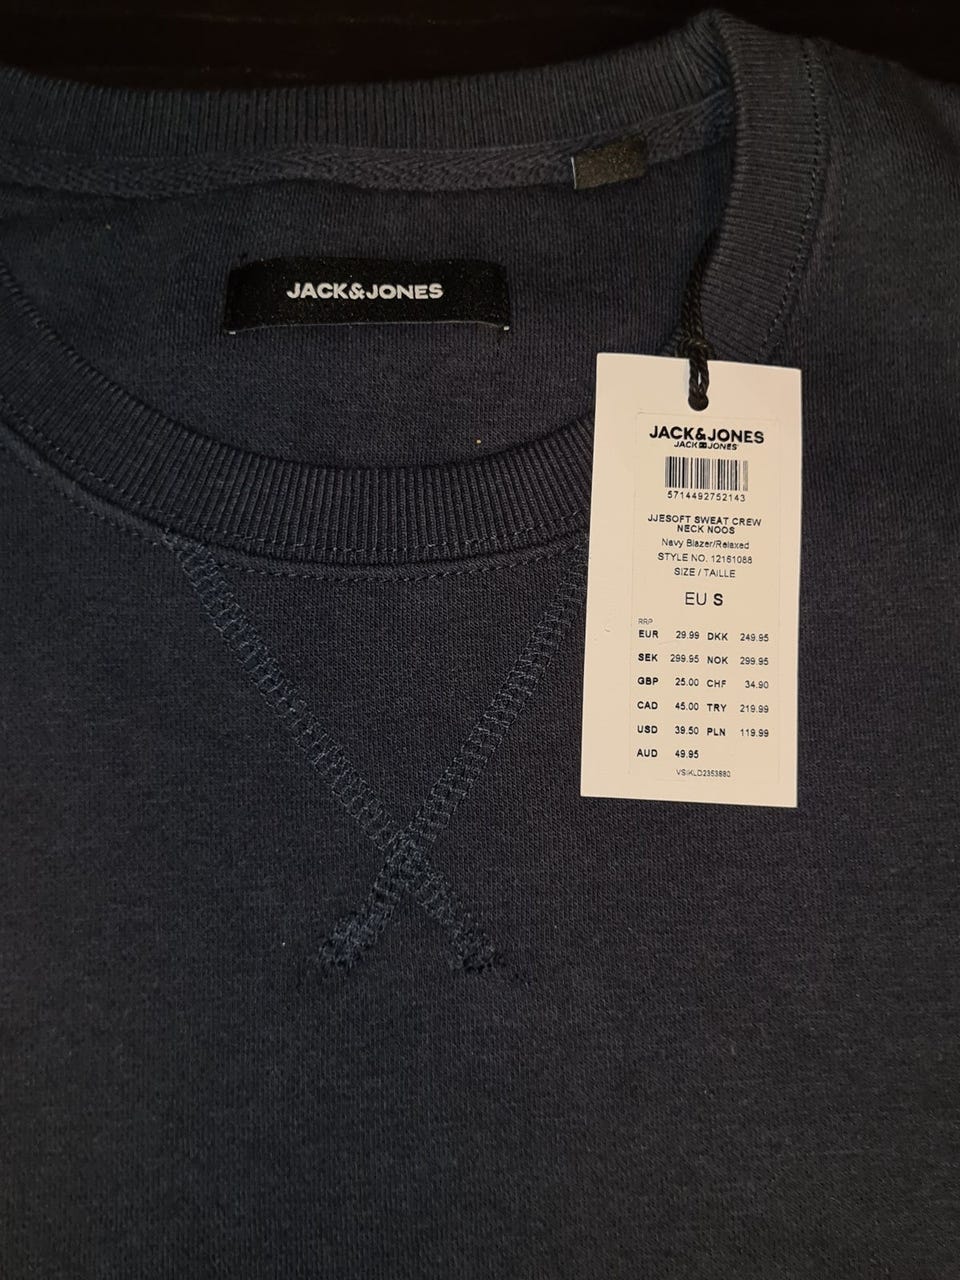 JACK&JONES
JACK&JONES
JACK JONES
5714492752143
JJESOFT SWEAT CREW
NECK NOOS
Navy Blazer/Relaxed
STYLE NO. 12161088
SIZE / TAILLE
EU S
RRP
EUR 29.99 DKK 249.95
SEK 299.95 NOK 299.95
GBP 25.00 CHF 34.90
CAD 45.00 TRY 219.99
USD 39.50 PLN 119.99
AUD 49.95
VSIKLD2353880